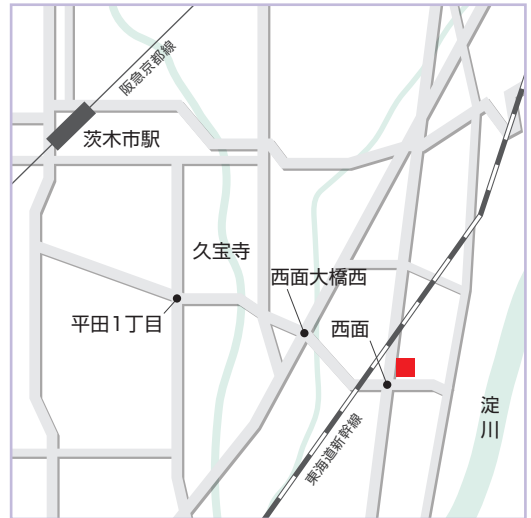 阪急京都線
茨木市駅
久宝寺
西面大橋西
平田1丁目
西面
淀川
東海道新幹線